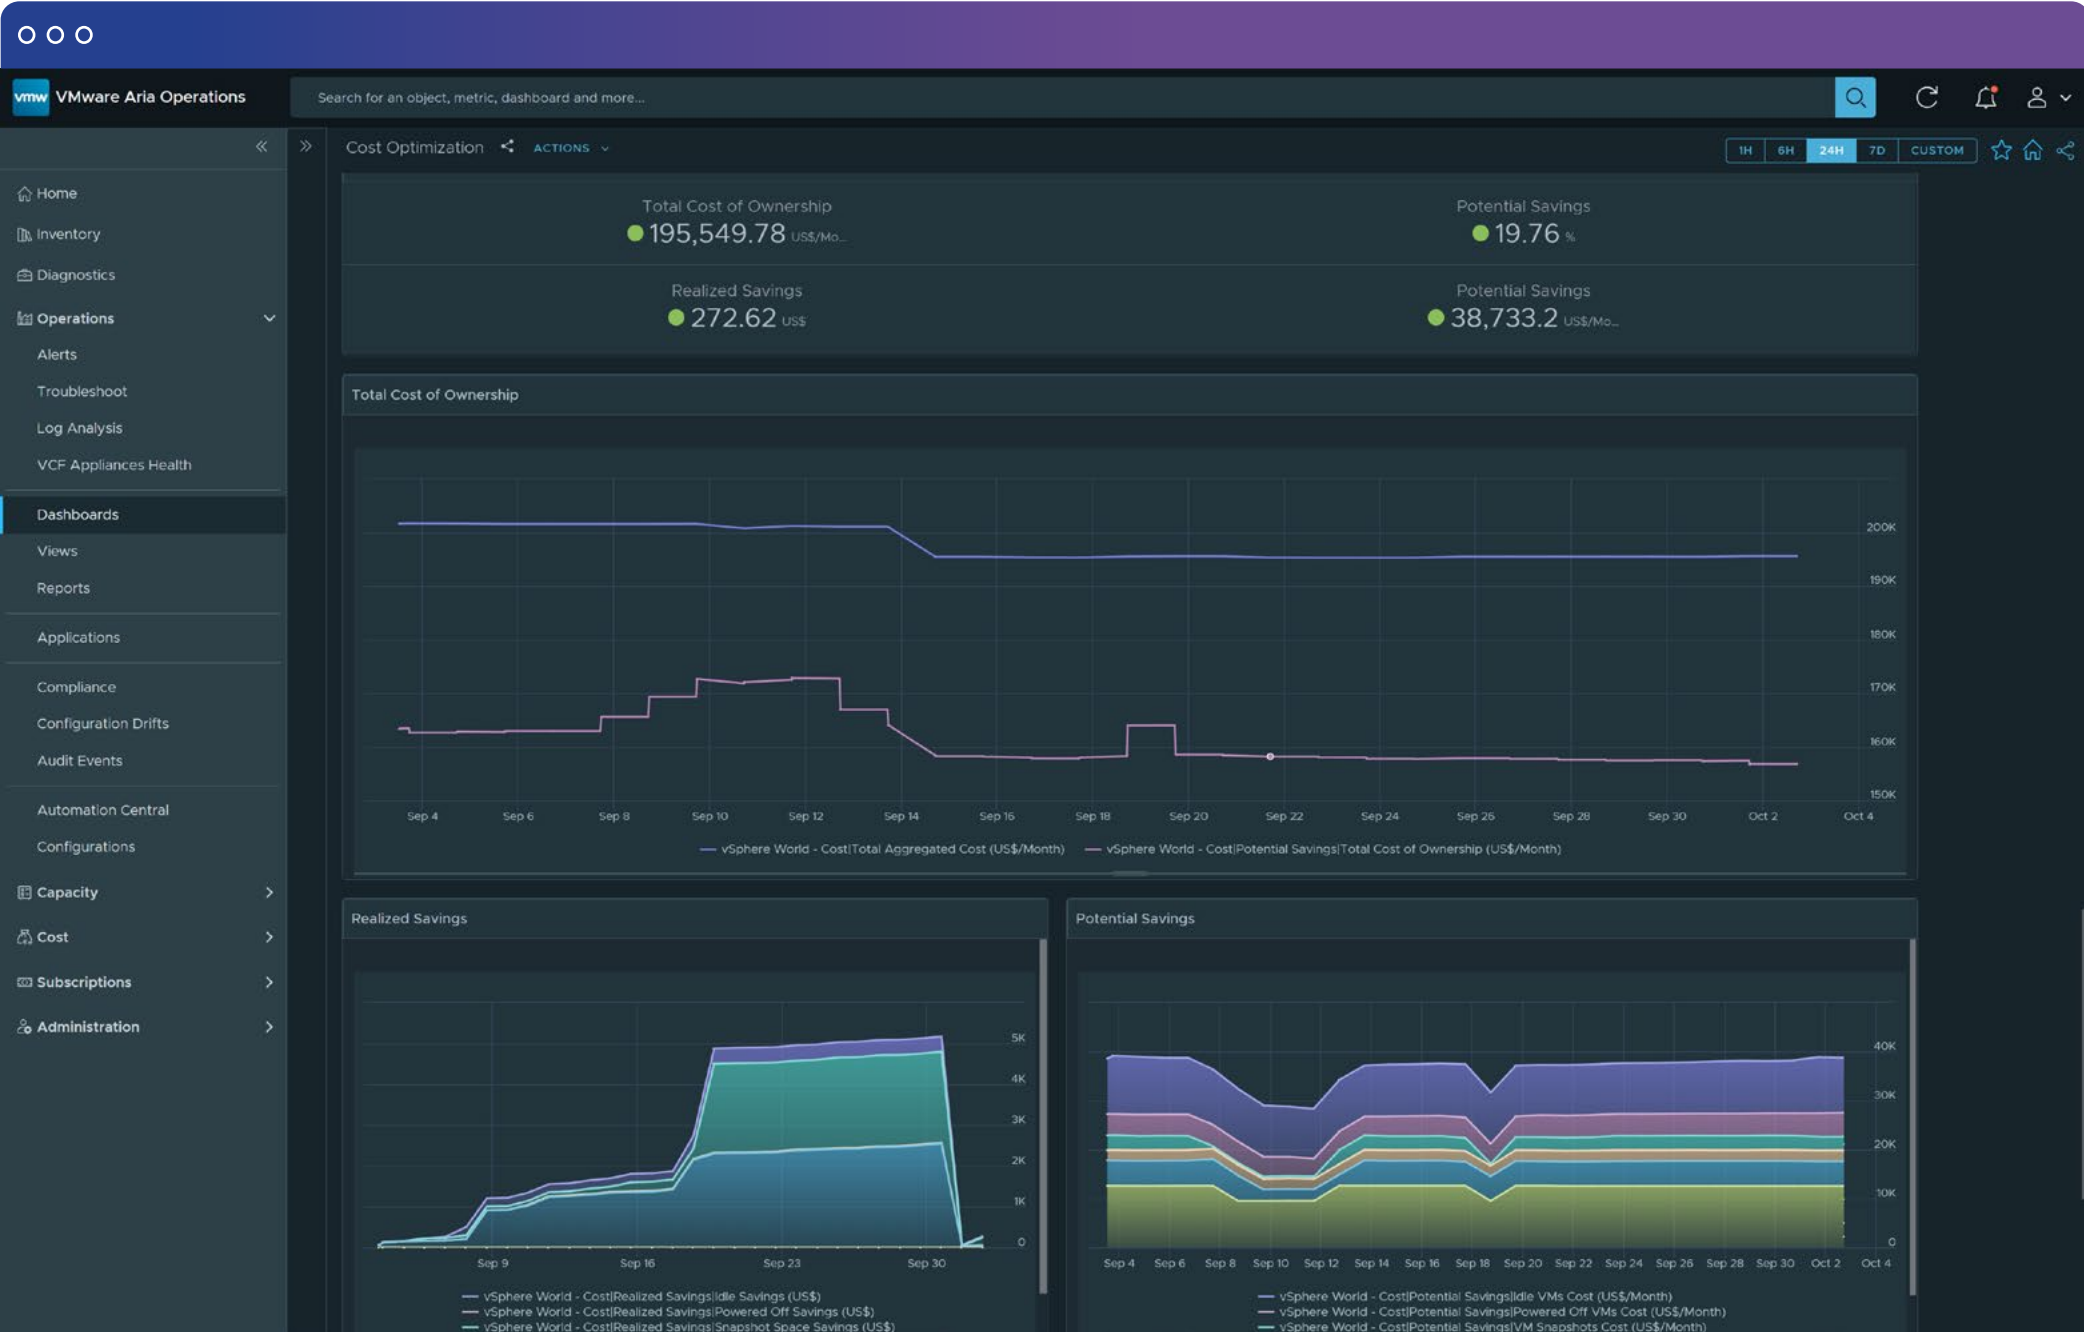 vmw VMware Aria Operations
Search for an object, metric, dashboard and more...
Cost Optimization
ACTIONS
1H 6H 24H 7D CUSTOM
Home
Inventory
Diagnostics
Operations
Alerts
Troubleshoot
Log Analysis
VCF Appliances Health
Dashboards
Views
Reports
Applications
Compliance
Configuration Drifts
Audit Events
Automation Central
Configurations
Capacity
Cost
Subscriptions
Administration
Total Cost of Ownership
195,549.78 US$/Mo...
Potential Savings
19.76 %
Realized Savings
272.62 US$
Potential Savings
38,733.2 US$/Mo...
Total Cost of Ownership
200K
190K
180K
170K
160K
150K
Sep 4 Sep 6 Sep 8 Sep 10 Sep 12 Sep 14 Sep 16 Sep 18 Sep 20 Sep 22 Sep 24 Sep 26 Sep 28 Sep 30 Oct 2 Oct 4
vSphere World - Cost|Total Aggregated Cost (US$/Month) vSphere World - Cost|Potential Savings|Total Cost of Ownership (US$/Month)
Realized Savings
5K
4K
3K
2K
1K
0
Sep 9 Sep 16 Sep 23 Sep 30
vSphere World - Cost|Realized Savings|Idle Savings (US$)
vSphere World - Cost|Realized Savings|Powered Off Savings (US$)
vSphere World - Cost|Realized Savings|Snapshot Space Savings (US$)
Potential Savings
40K
30K
20K
10K
0
Sep 4 Sep 6 Sep 8 Sep 10 Sep 12 Sep 14 Sep 16 Sep 18 Sep 20 Sep 22 Sep 24 Sep 26 Sep 28 Sep 30 Oct 2 Oct 4
vSphere World - Cost|Potential Savings|Idle VMs Cost (US$/Month)
vSphere World - Cost|Potential Savings|Powered Off VMs Cost (US$/Month)
vSphere World - Cost|Potential Savings|VM Snapshots Cost (US$/Month)